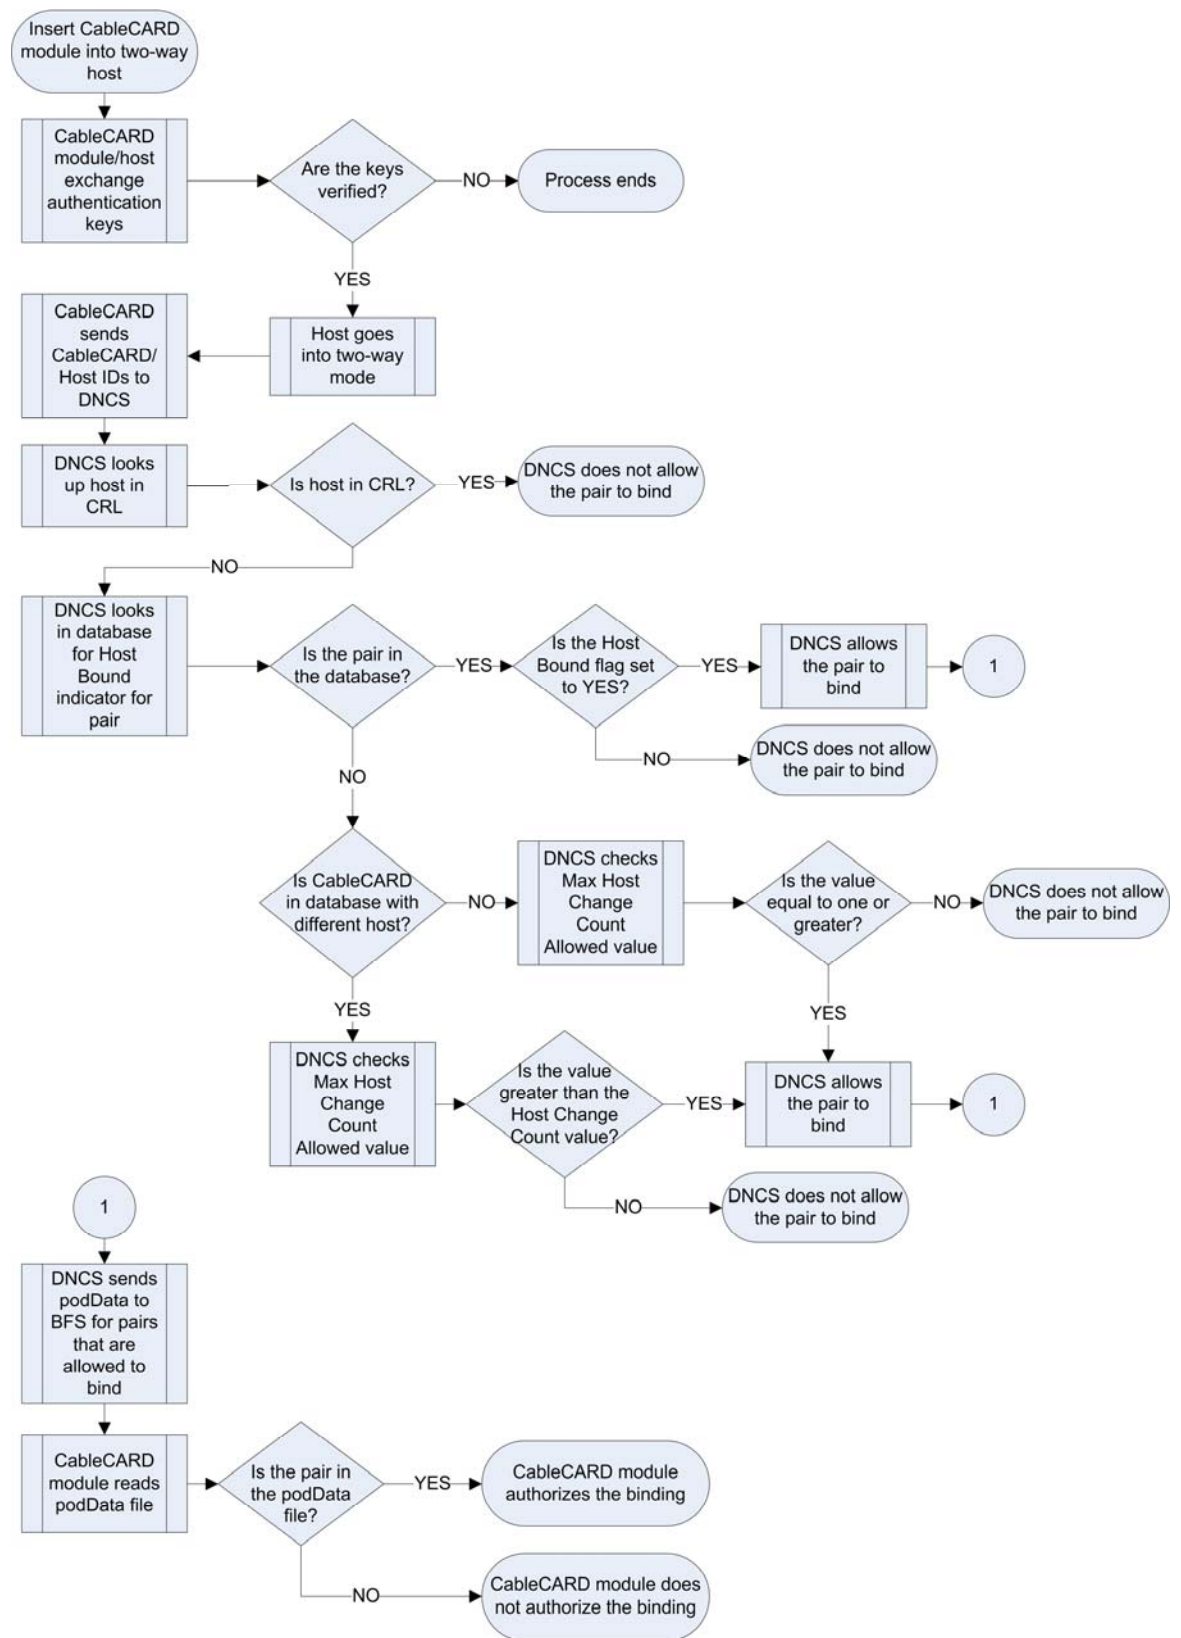 Insert CableCARD
module into two-way
host
CableCARD
module/host
exchange
authentication
keys
Are the keys
verified?
NO
Process ends
YES
Host goes
into two-way
mode
CableCARD
sends
CableCARD/
Host IDs to
DNCS
DNCS looks
up host in
CRL
Is host in CRL?
YES
DNCS does not allow
the pair to bind
NO
DNCS looks
in database
for Host
Bound
indicator for
pair
Is the pair in
the database?
YES
Is the Host
Bound flag set
to YES?
YES
DNCS allows
the pair to
bind
1
NO
DNCS does not allow
the pair to bind
NO
Is CableCARD
in database with
different host?
NO
DNCS checks
Max Host
Change
Count
Allowed value
Is the value
equal to one or
greater?
NO
DNCS does not allow
the pair to bind
YES
YES
DNCS checks
Max Host
Change
Count
Allowed value
Is the value
greater than the
Host Change
Count value?
YES
DNCS allows
the pair to
bind
1
NO
DNCS does not allow
the pair to bind
1
DNCS sends
podData to
BFS for pairs
that are
allowed to
bind
CableCARD
module reads
podData file
Is the pair in
the podData
file?
YES
CableCARD module
authorizes the binding
NO
CableCARD module does
not authorize the binding